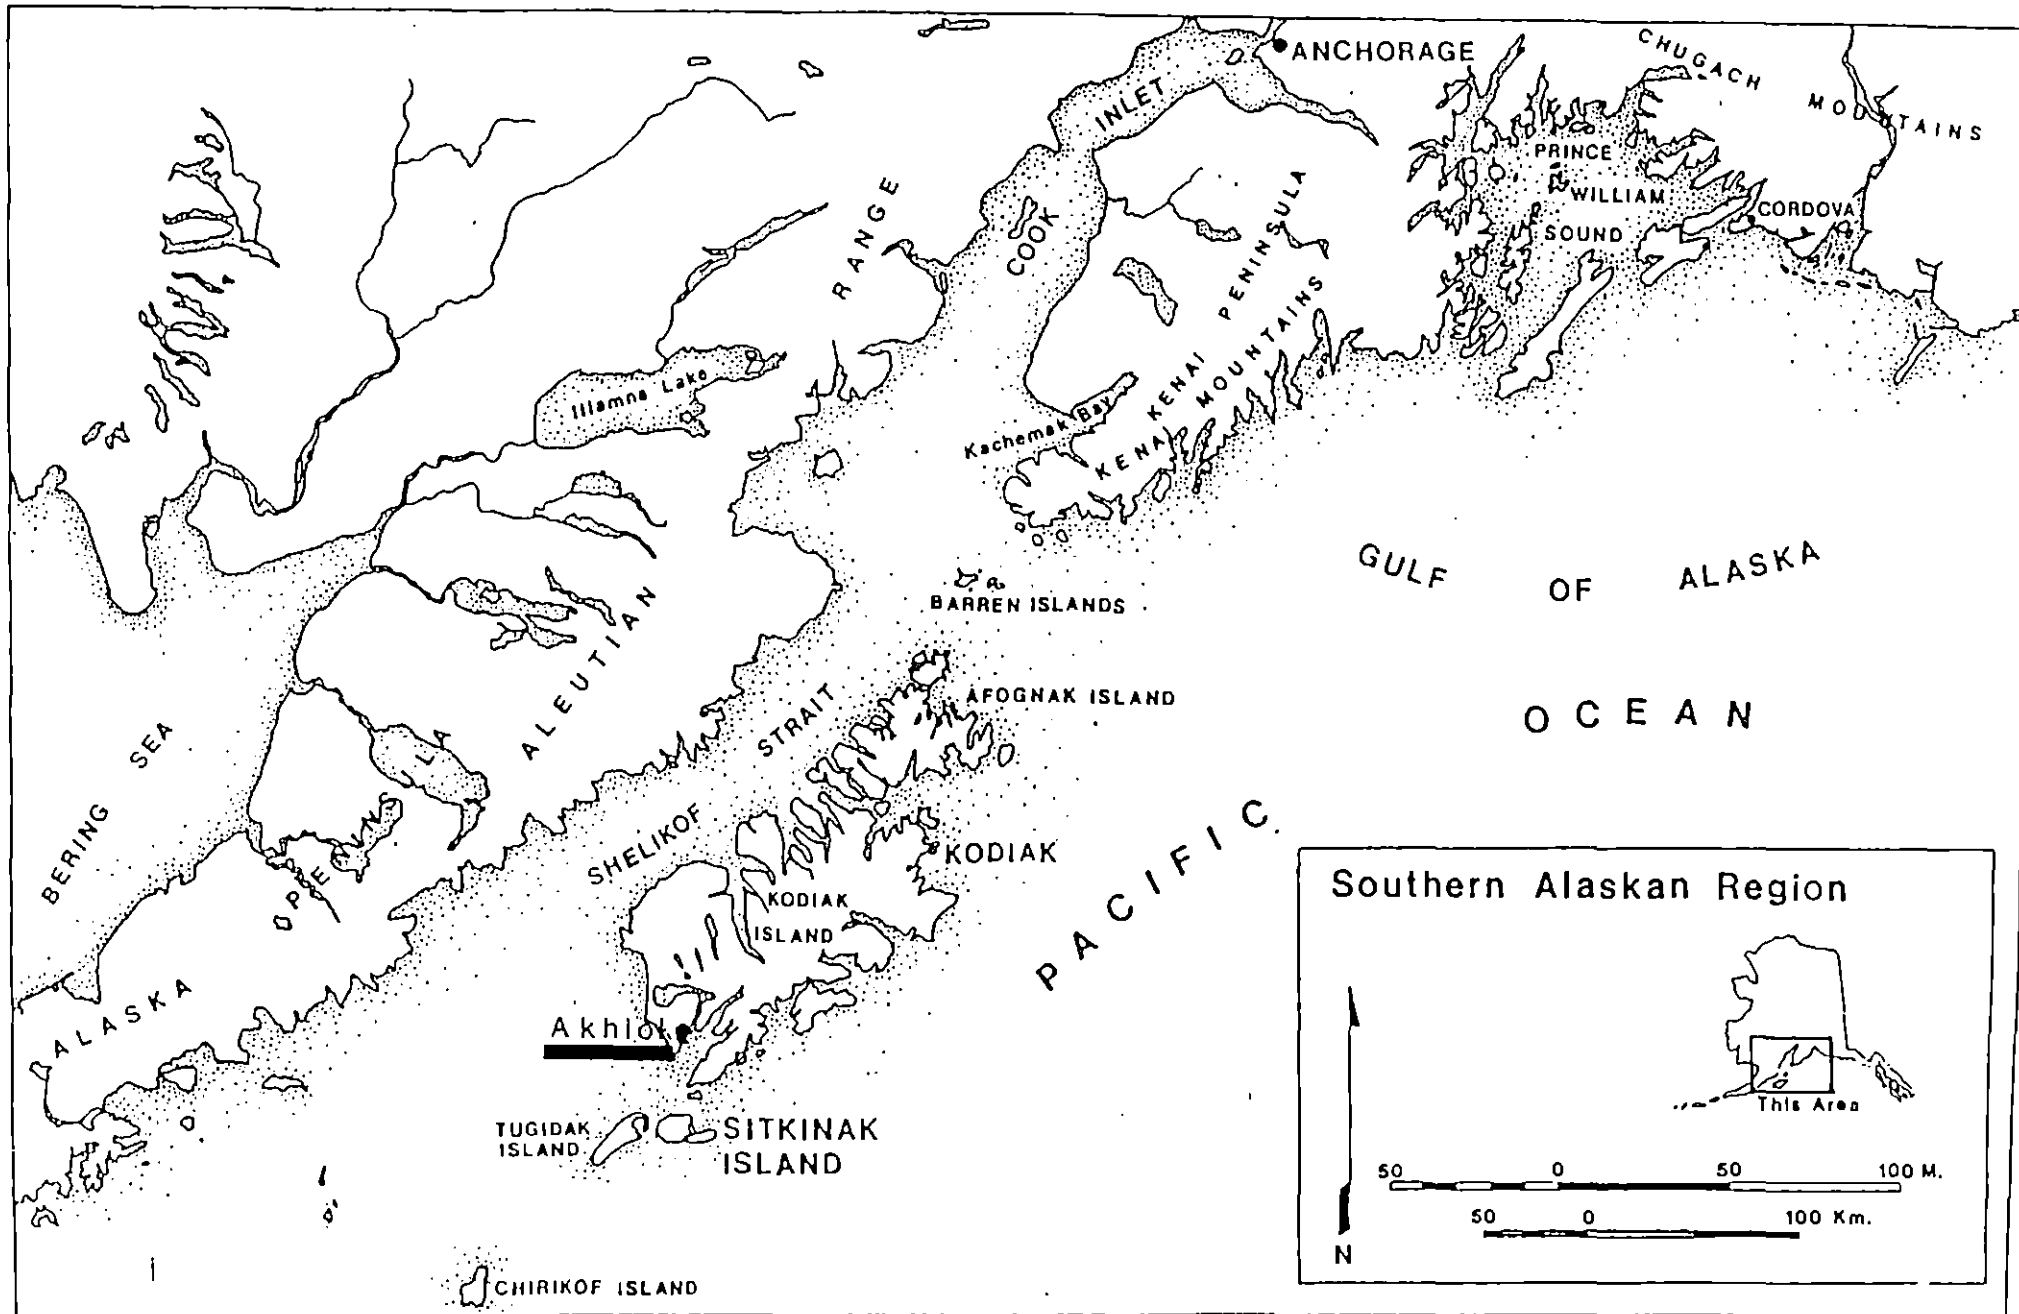 ANCHORAGE
CHUGACH
MOUNTAINS
INLET
COOK
PRINCE
WILLIAM
SOUND
CORDOVA
RANGE
KENAI PENINSULA
KENAI MOUNTAINS
Iliamna Lake
Kachemak Bay
GULF OF ALASKA
BARREN ISLANDS
ALEUTIAN
AFOGNAK ISLAND
STRAIT
SHELIKOF
OCEAN
PACIFIC
BERING SEA
PENINSULA
ALASKA
KODIAK
KODIAK
ISLAND
Akhiok
TUGIDAK
ISLAND
SITKINAK
ISLAND
CHIRIKOF ISLAND
Southern Alaskan Region
This Area
50 0 50 100 M.
50 0 100 Km.
N